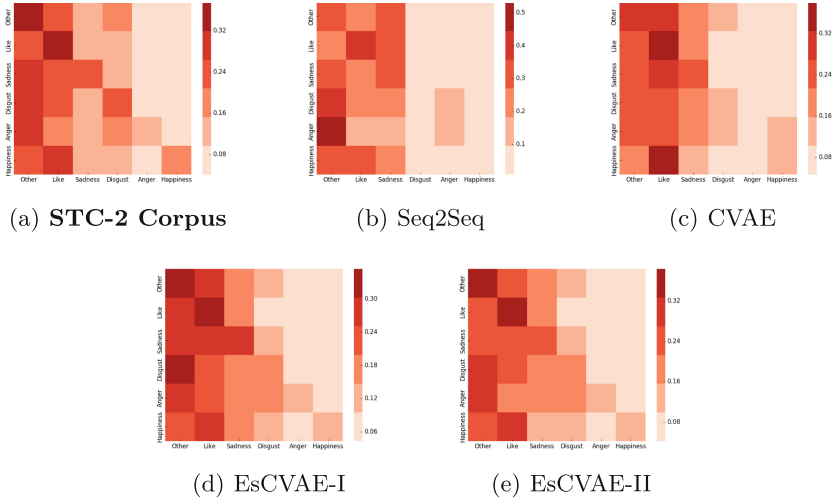 Other
Like
Sadness
Disgust
Anger
Happiness
Other Like Sadness Disgust Anger Happiness
0.32
0.24
0.16
0.08
(a) STC-2 Corpus
Other
Like
Sadness
Disgust
Anger
Happiness
Other Like Sadness Disgust Anger Happiness
0.5
0.4
0.3
0.2
0.1
(b) Seq2Seq
Other
Like
Sadness
Disgust
Anger
Happiness
Other Like Sadness Disgust Anger Happiness
0.32
0.24
0.16
0.08
(c) CVAE
Other
Like
Sadness
Disgust
Anger
Happiness
Other Like Sadness Disgust Anger Happiness
0.30
0.24
0.18
0.12
0.06
(d) EsCVAE-I
Other
Like
Sadness
Disgust
Anger
Happiness
Other Like Sadness Disgust Anger Happiness
0.32
0.24
0.16
0.08
(e) EsCVAE-II